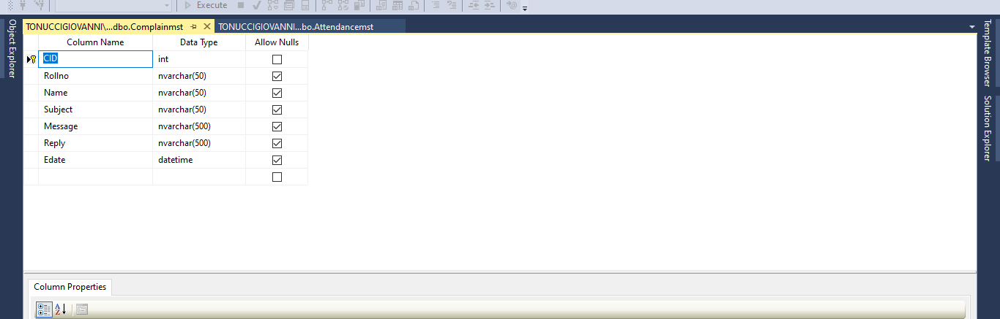 Execute
TONUCCIGIOVANNI\...dbo.Complainmst
TONUCCIGIOVANNI...bo.Attendancemst
Object Explorer
Template Browser
Solution Explorer
Column Name Data Type Allow Nulls
CID int
Rollno nvarchar(50)
Name nvarchar(50)
Subject nvarchar(50)
Message nvarchar(500)
Reply nvarchar(500)
Edate datetime
Column Properties